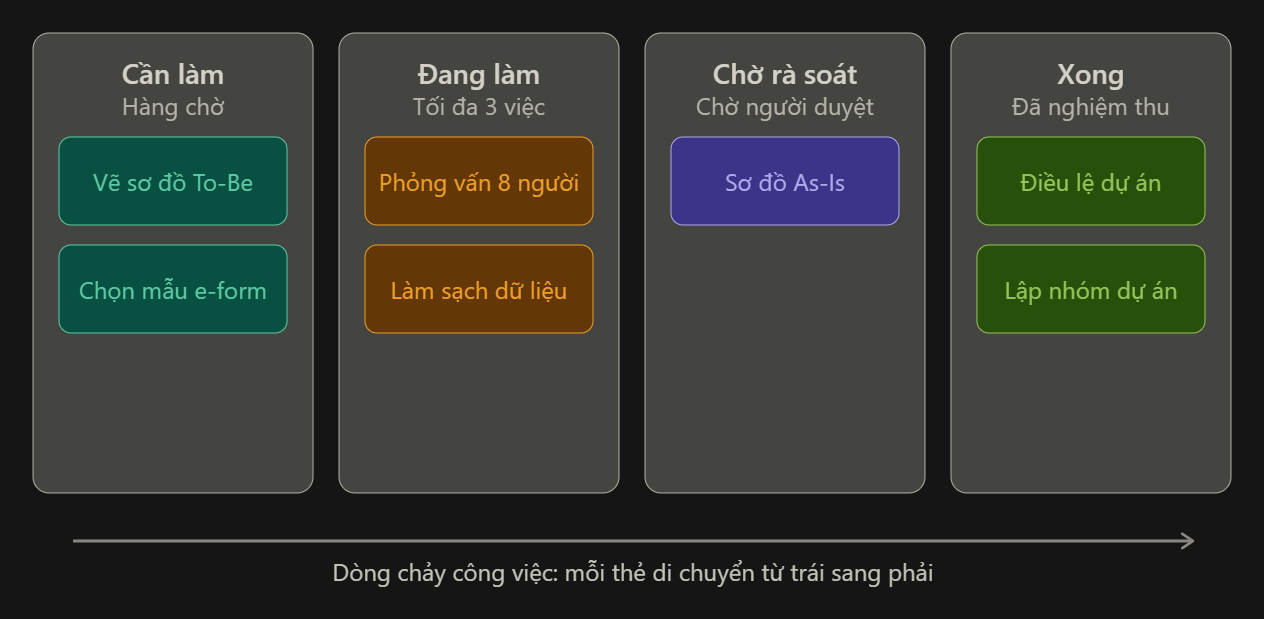 Cần làm
Hàng chờ
Vẽ sơ đồ To-Be
Chọn mẫu e-form
Đang làm
Tối đa 3 việc
Phỏng vấn 8 người
Làm sạch dữ liệu
Chờ rà soát
Chờ người duyệt
Sơ đồ As-Is
Xong
Đã nghiệm thu
Điều lệ dự án
Lập nhóm dự án
Dòng chảy công việc: mỗi thẻ di chuyển từ trái sang phải